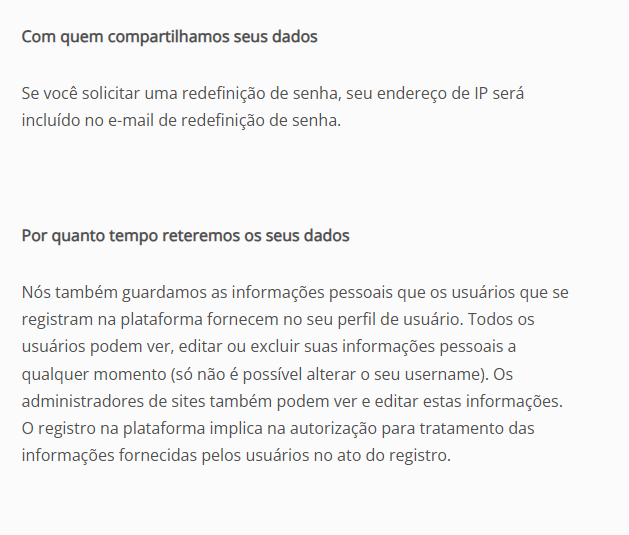 Com quem compartilhamos seus dados
Se você solicitar uma redefinição de senha, seu endereço de IP será
incluído no e-mail de redefinição de senha.
Por quanto tempo reteremos os seus dados
Nós também guardamos as informações pessoais que os usuários que se
registram na plataforma fornecem no seu perfil de usuário. Todos os
usuários podem ver, editar ou excluir suas informações pessoais a
qualquer momento (só não é possível alterar o seu username). Os
administradores de sites também podem ver e editar estas informações.
O registro na plataforma implica na autorização para tratamento das
informações fornecidas pelos usuários no ato do registro.